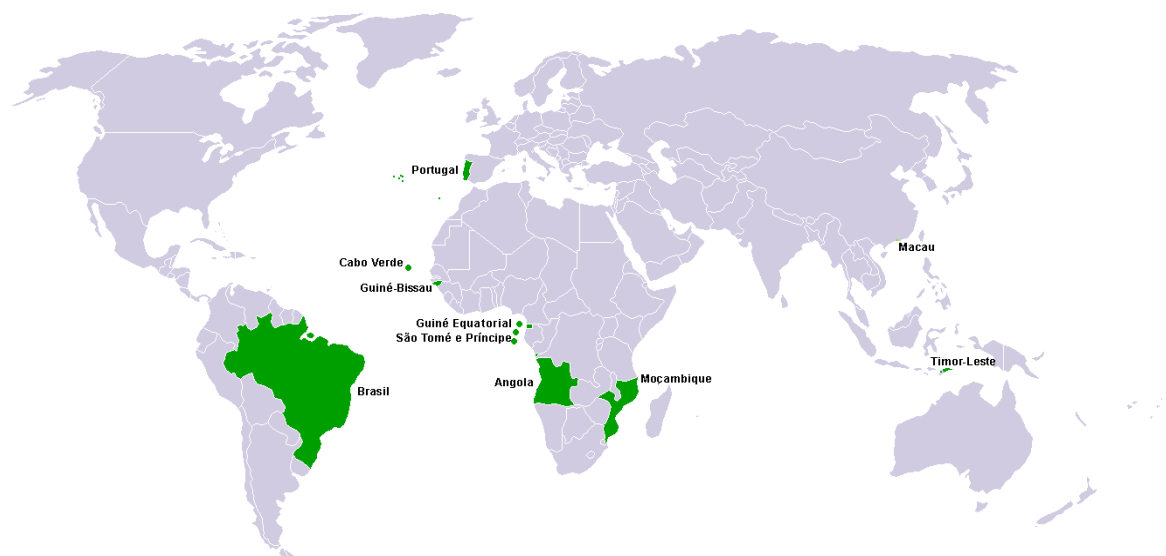 Portugal
Macau
Cabo Verde
Guiné-Bissau
Guiné Equatorial
São Tomé e Príncipe
Timor-Leste
Moçambique
Angola
Brasil